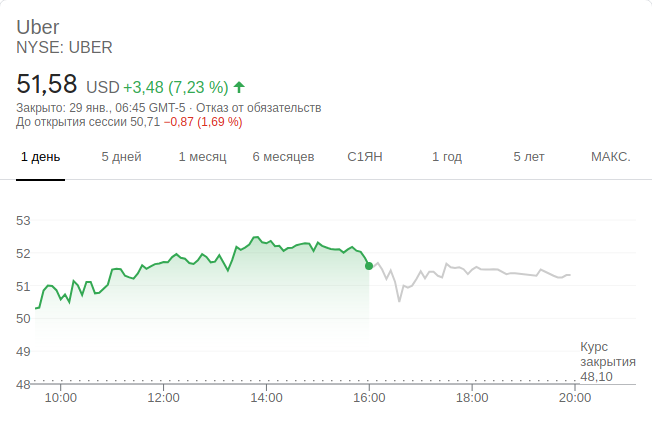 Uber
NYSE: UBER
51,58 USD +3,48 (7,23 %)
Закрыто: 29 янв., 06:45 GMT-5 · Отказ от обязательств
До открытия сессии 50,71 −0,87 (1,69 %)
1 день 5 дней 1 месяц 6 месяцев С1ЯН 1 год 5 лет МАКС.
53
52
51
50
49
48
Курс
закрытия
48,10
10:00 12:00 14:00 16:00 18:00 20:00